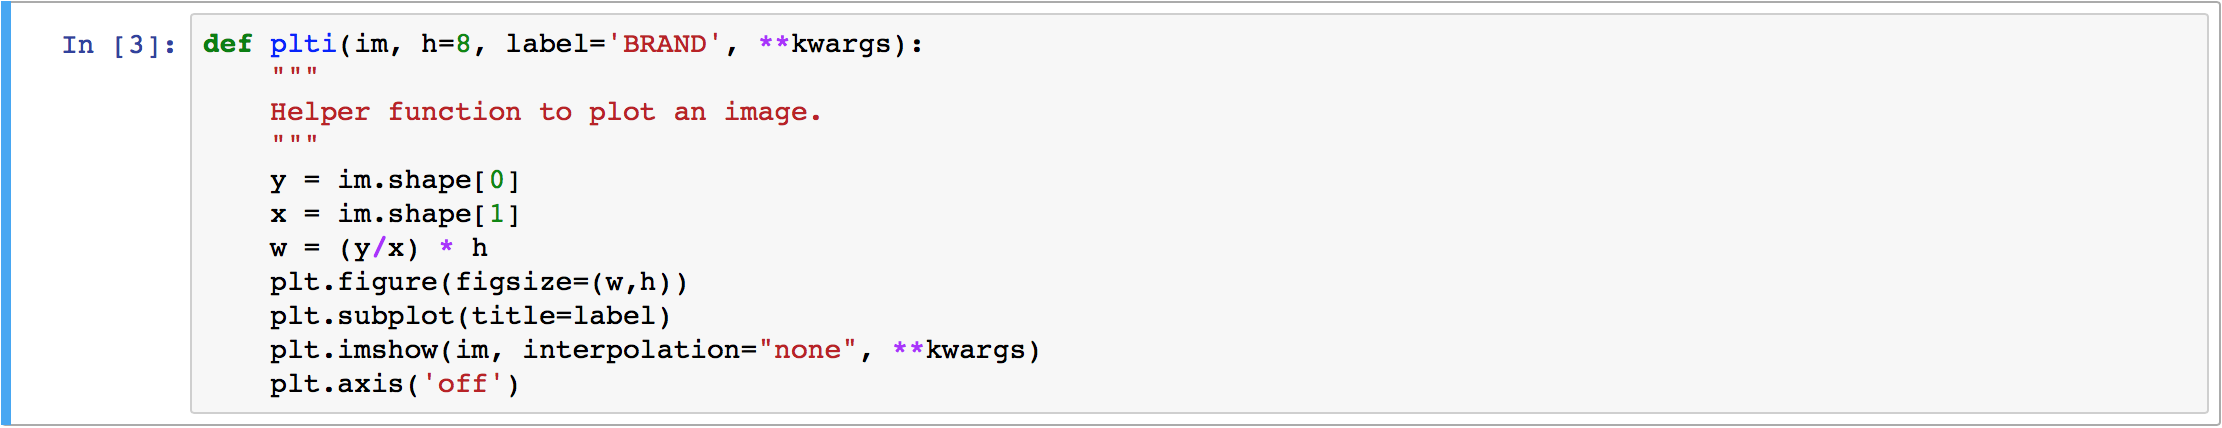 In [3]: def plti(im, h=8, label='BRAND', **kwargs):
    """
    Helper function to plot an image.
    """
    y = im.shape[0]
    x = im.shape[1]
    w = (y/x) * h
    plt.figure(figsize=(w,h))
    plt.subplot(title=label)
    plt.imshow(im, interpolation="none", **kwargs)
    plt.axis('off')